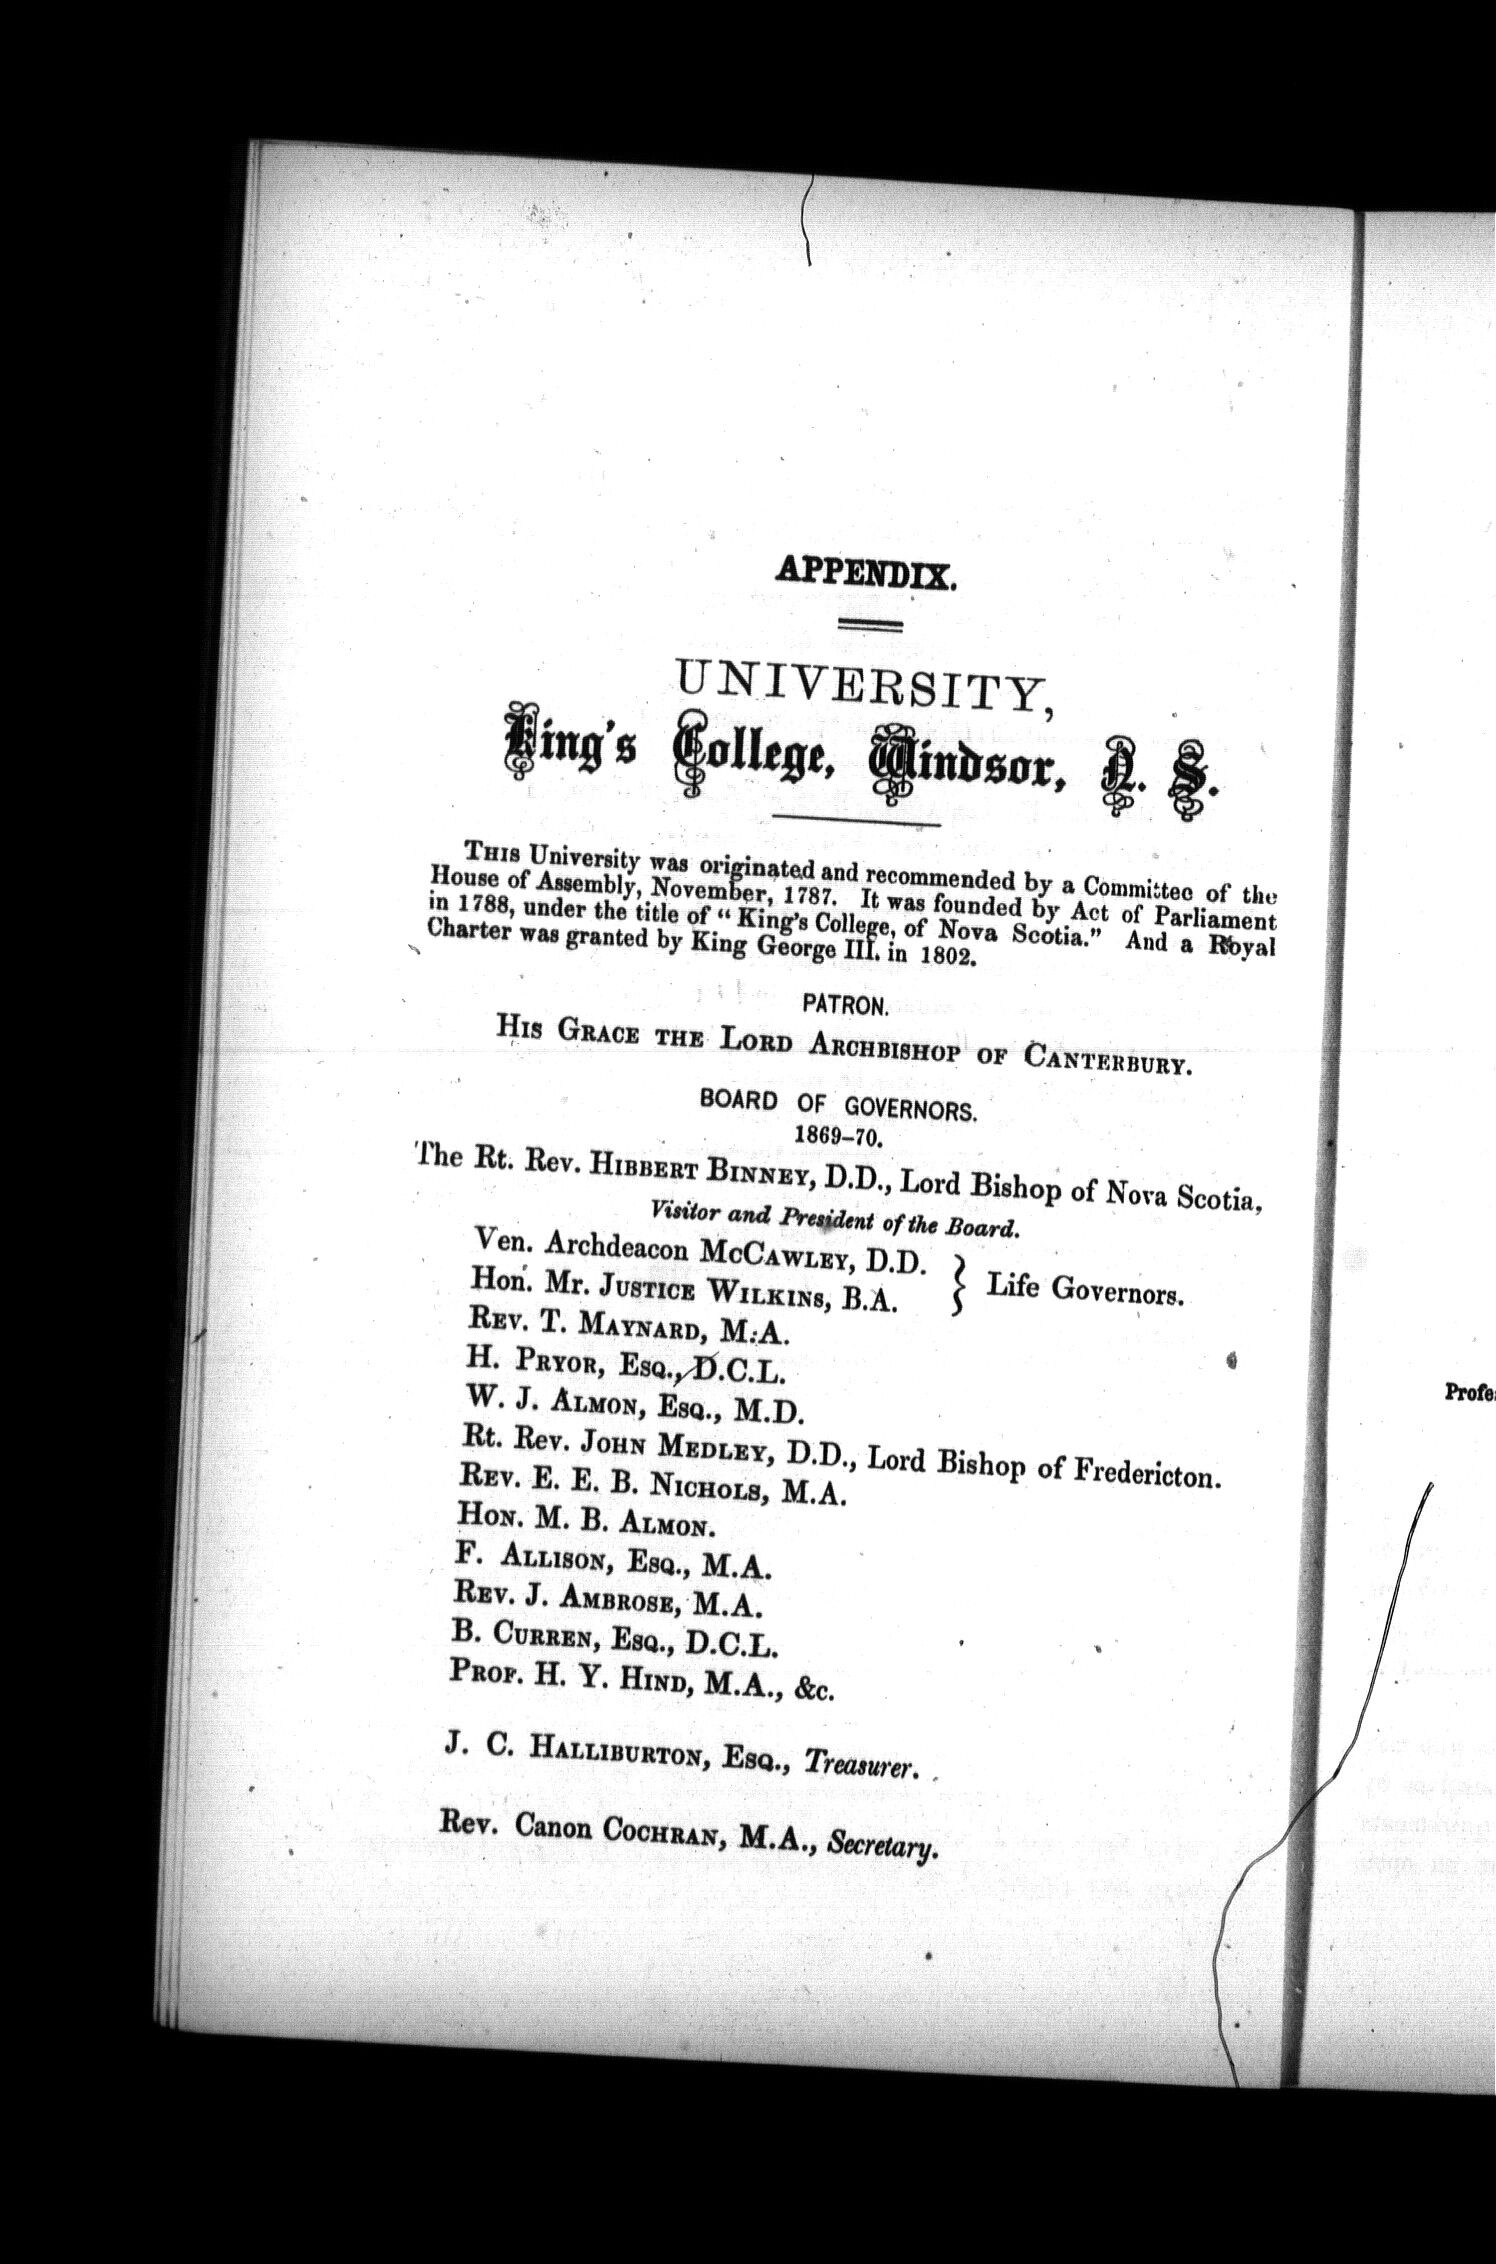 APPENDIX.
UNIVERSITY,
King's College, Windsor, N. S.
THIS University was originated and recommended by a Committee of the
House of Assembly, November, 1787. It was founded by Act of Parliament
in 1788, under the title of "King's College, of Nova Scotia." And a Royal
Charter was granted by King George III. in 1802.
PATRON.
HIS GRACE THE LORD ARCHBISHOP OF CANTERBURY.
BOARD OF GOVERNORS.
1869-70.
The Rt. Rev. HIBBERT BINNEY, D.D., Lord Bishop of Nova Scotia,
Visitor and President of the Board.
Ven. Archdeacon MCCAWLEY, D.D.
Hon. Mr. JUSTICE WILKINS, B.A.
} Life Governors.
REV. T. MAYNARD, M.A.
H. PRYOR, ESQ., D.C.L.
W. J. ALMON, ESQ., M.D.
Rt. Rev. JOHN MEDLEY, D.D., Lord Bishop of Fredericton.
REV. E. E. B. NICHOLS, M.A.
HON. M. B. ALMON.
F. ALLISON, ESQ., M.A.
REV. J. AMBROSE, M.A.
B. CURREN, ESQ., D.C.L.
PROF. H. Y. HIND, M.A., &c.
J. C. HALLIBURTON, ESQ., Treasurer.
Rev. Canon COCHRAN, M.A., Secretary.
Profe